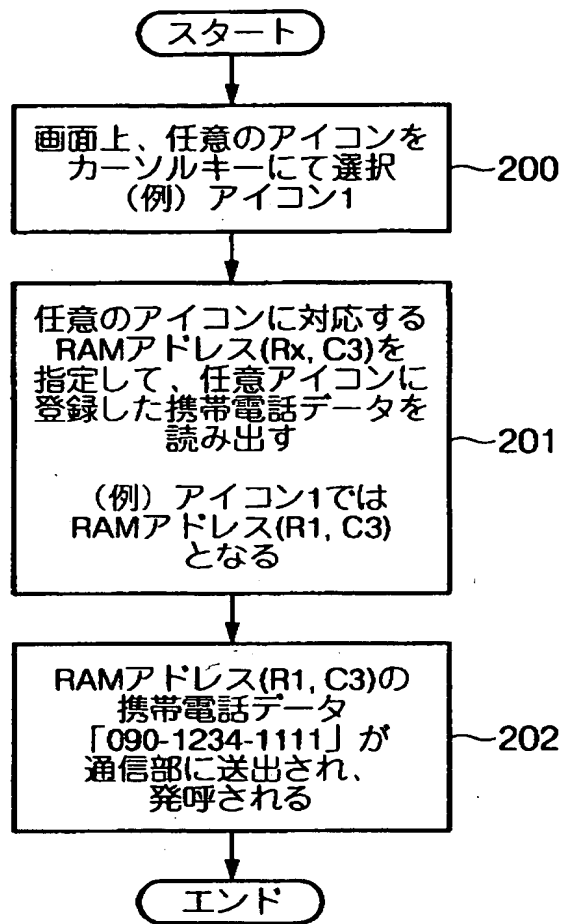 スタート
画面上、任意のアイコンを
カーソルキーにて選択
（例）アイコン1
200
任意のアイコンに対応する
RAMアドレス(Rx, C3)を
指定して、任意アイコンに
登録した携帯電話データを
読み出す
（例）アイコン1では
RAMアドレス(R1, C3)
となる
201
RAMアドレス(R1, C3)の
携帯電話データ
「090-1234-1111」が
通信部に送出され、
発呼される
202
エンド